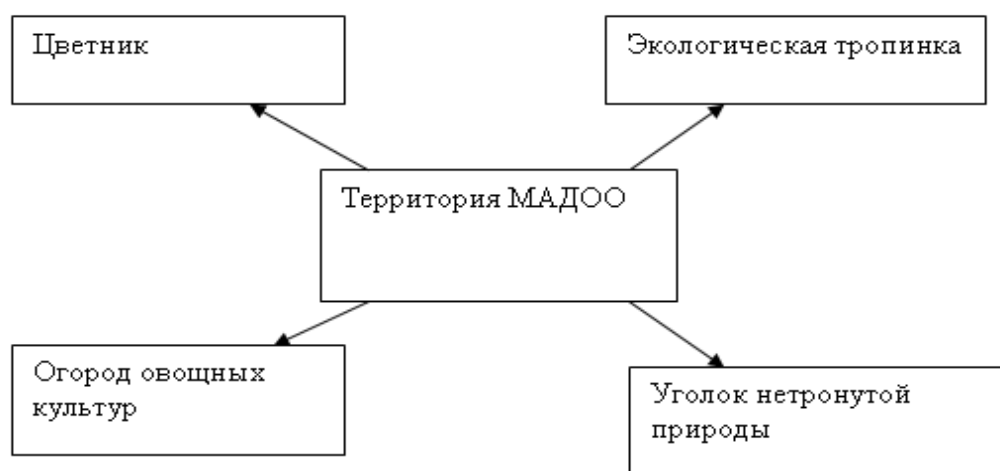 Цветник
Экологическая тропинка
Территория МАДОО
Огород овощных
культур
Уголок нетронутой
природы